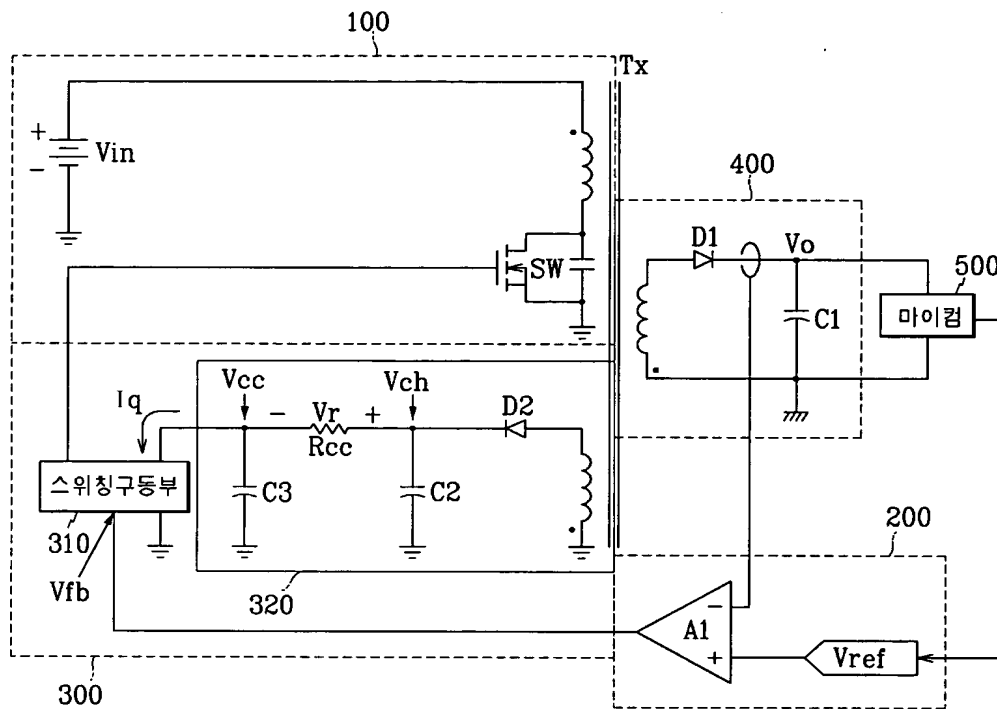 100
Tx
+
Vin
−
400
D1
Vo
500
SW
C1
마이컴
Vcc
Vch
Iq
−
Vr
+
D2
Rcc
스위칭구동부
C3
C2
310
200
Vfb
320
−
A1
+
Vref
300